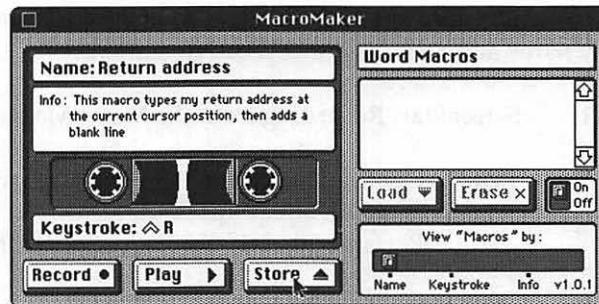 MacroMaker
Name: Return address
Info: This macro types my return address at
the current cursor position, then adds a
blank line
Keystroke: R
Record
Play
Store
Word Macros
Load
Erase
On
Off
View "Macros" by:
Name Keystroke Info v1.0.1